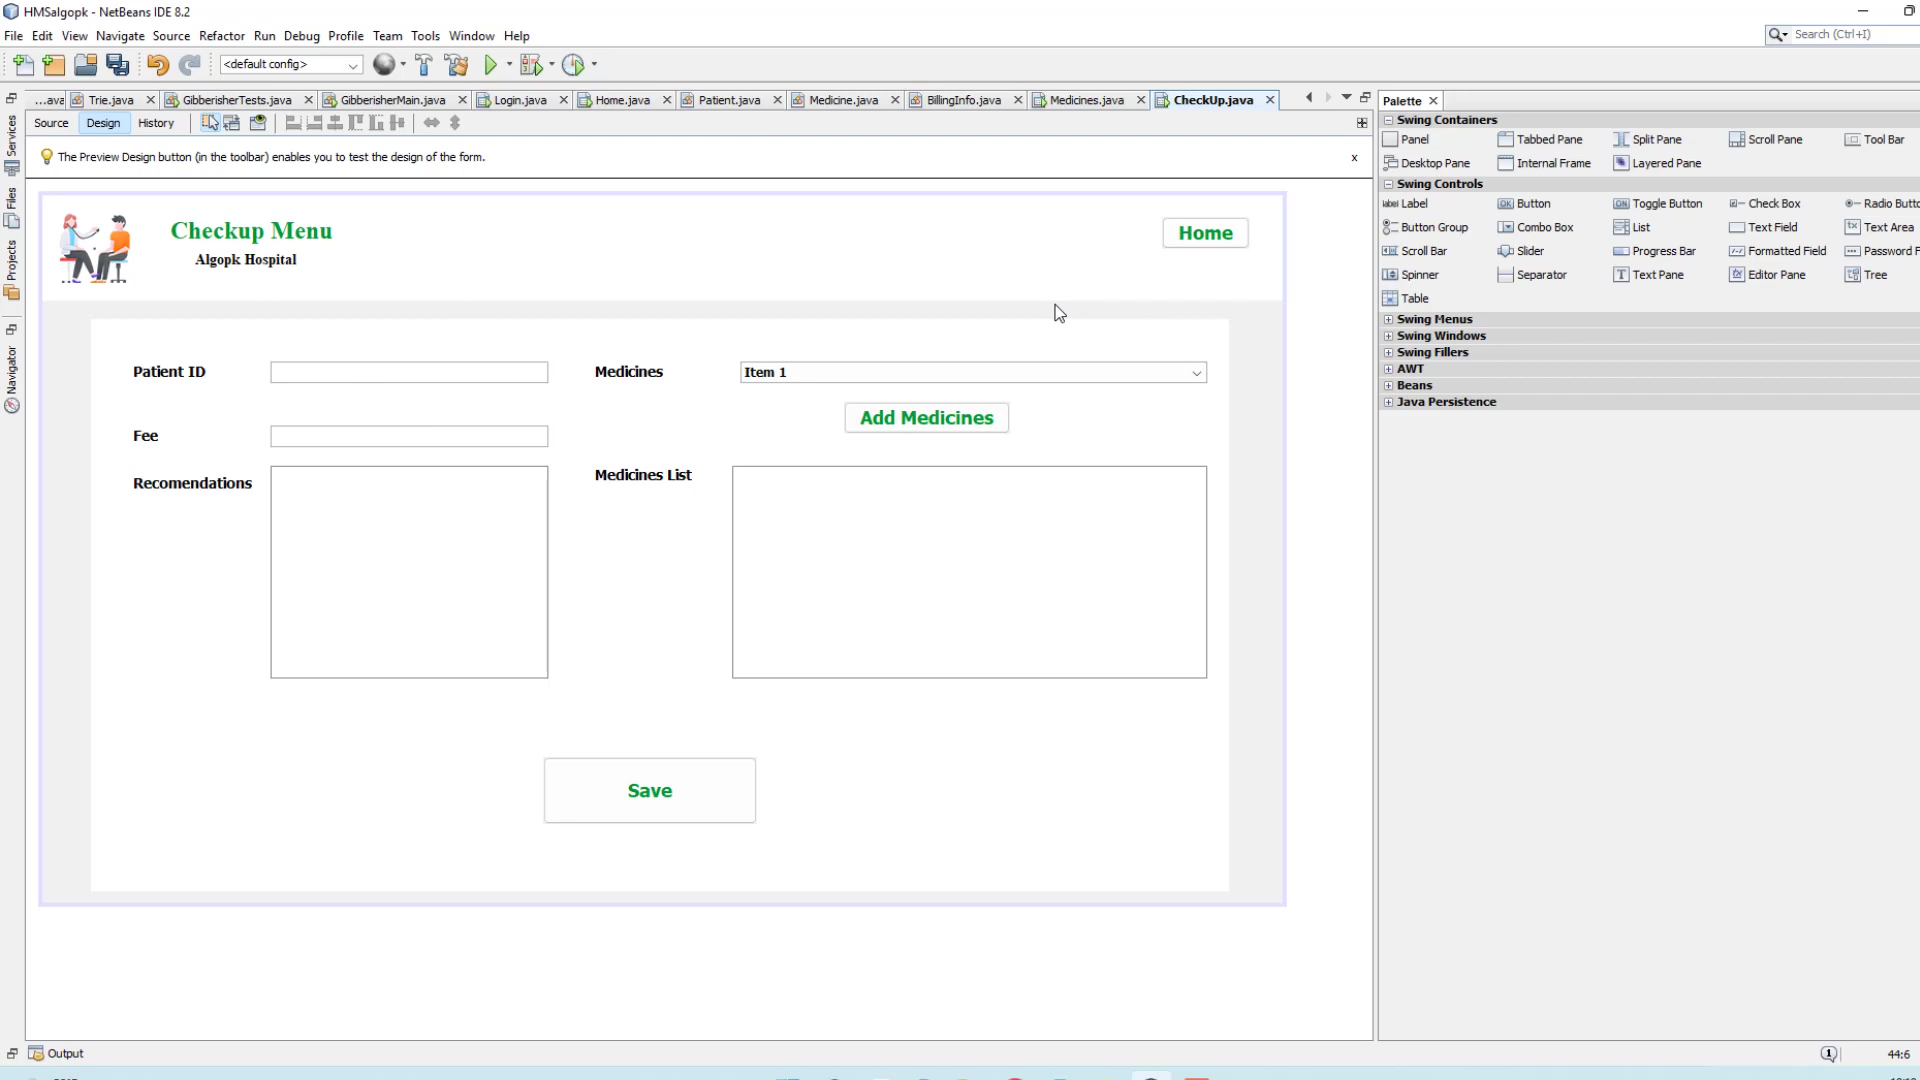 HMSalgopk - NetBeans IDE 8.2
File Edit View Navigate Source Refactor Run Debug Profile Team Tools Window Help
Search (Ctrl+I)
<default config>
...ava Trie.java GibberisherTests.java GibberisherMain.java Login.java Home.java Patient.java Medicine.java BillingInfo.java Medicines.java CheckUp.java
Source Design History
The Preview Design button (in the toolbar) enables you to test the design of the form. x
Services
Files
Projects
Navigator
Checkup Menu
Algopk Hospital
Home
Patient ID
Medicines
Item 1
Add Medicines
Fee
Recomendations
Medicines List
Save
Palette
Swing Containers
Panel Tabbed Pane Split Pane Scroll Pane Tool Bar
Desktop Pane Internal Frame Layered Pane
Swing Controls
label Label OK Button ON Toggle Button Check Box Radio Butto
Button Group Combo Box List Text Field Text Area
Scroll Bar Slider Progress Bar Formatted Field Password F
Spinner Separator Text Pane Editor Pane Tree
Table
Swing Menus
Swing Windows
Swing Fillers
AWT
Beans
Java Persistence
Output
1
44:6